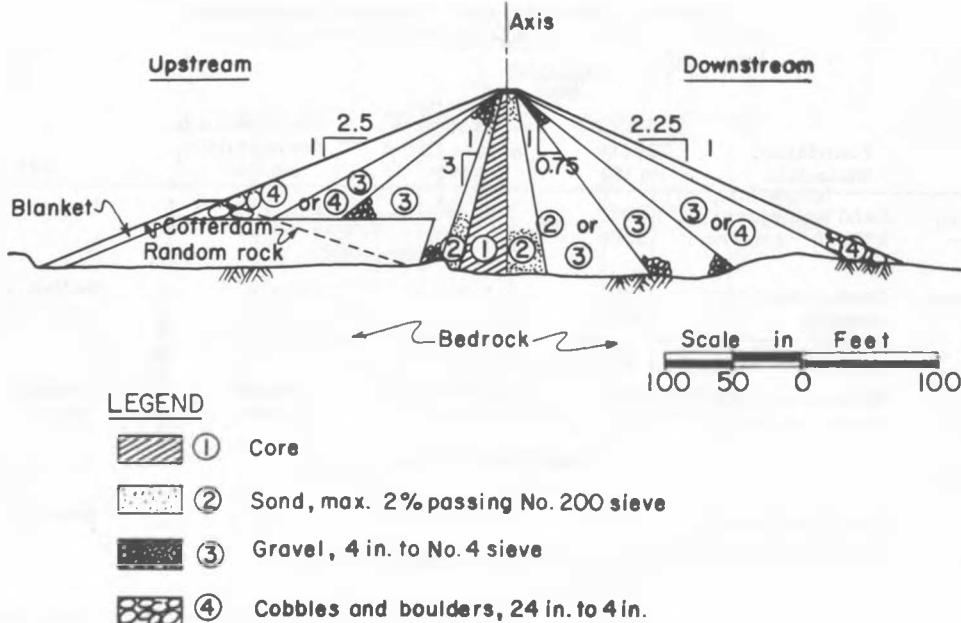 Axis
Upstream
Downstream
2.5
1
1
3
1
0.75
2.25
1
④
③
or ④
③
③
or ④
Blanket
Cofferdam
Random rock
②
①
②
② or
③
③
④
Bedrock
Scale in Feet
100 50 0 100
LEGEND
① Core
② Sond, max. 2% passing No. 200 sieve
③ Gravel, 4 in. to No. 4 sieve
④ Cobbles and boulders, 24 in. to 4 in.